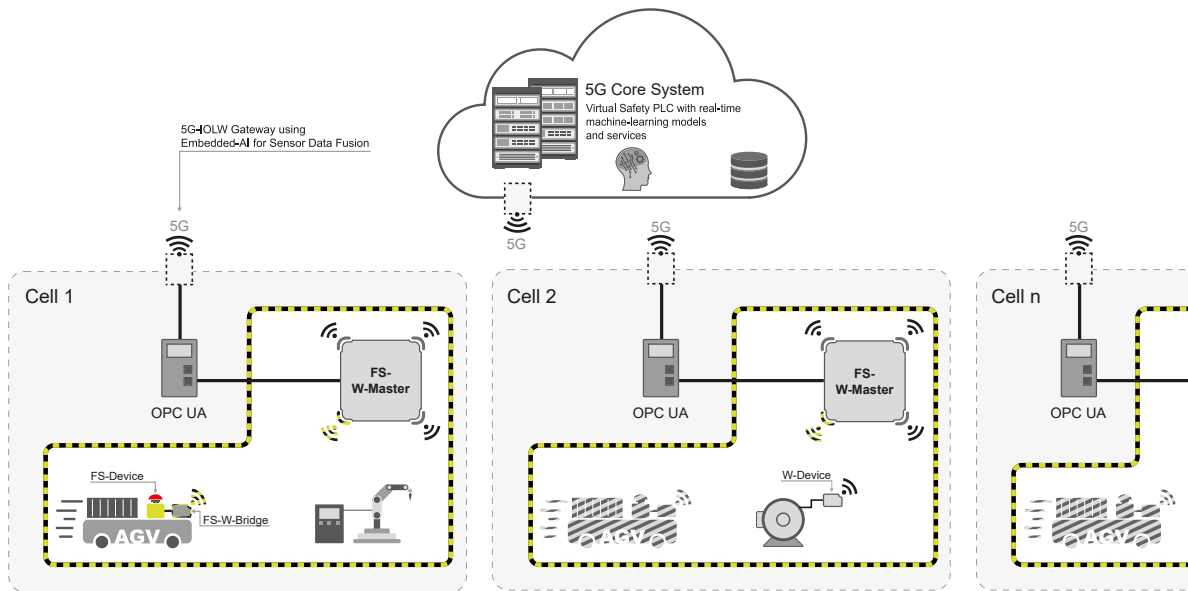 5G Core System
Virtual Safety PLC with real-time
machine-learning models
and services
5G-IOLW Gateway using
Embedded-AI for Sensor Data Fusion
5G
5G
5G
5G
Cell 1
FS-
W-Master
OPC UA
FS-Device
FS-W-Bridge
AGV
Cell 2
FS-
W-Master
OPC UA
W-Device
AGV
Cell n
OPC UA
AGV